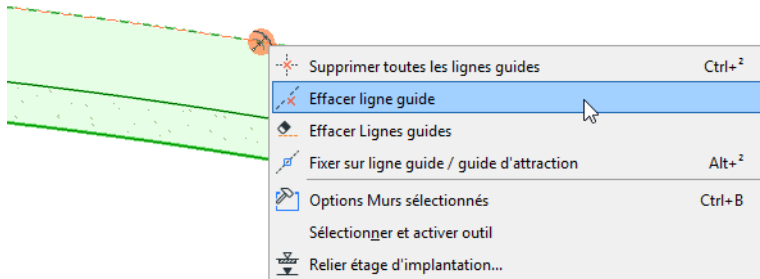 Supprimer toutes les lignes guides Ctrl+²
Effacer ligne guide
Effacer Lignes guides
Fixer sur ligne guide / guide d'attraction Alt+²
Options Murs sélectionnés Ctrl+B
Sélectionner et activer outil
Relier étage d'implantation...